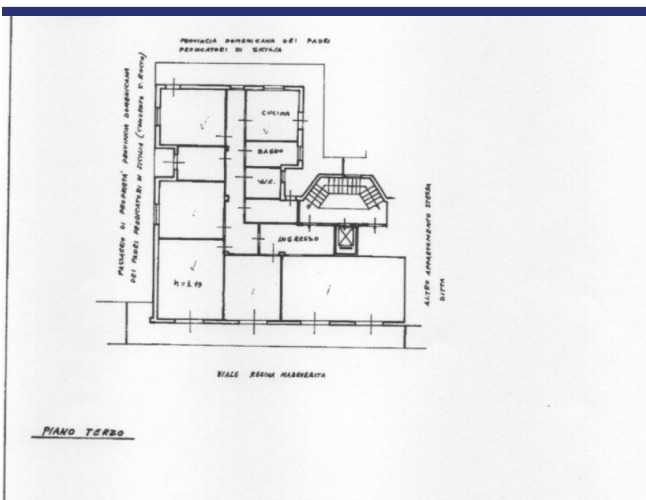 PROVINCIA DOMENICANA DEI PADRI
PREDICATORI DI SICILIA
PASSAGGIO DI PROPRIETA' PROVINCIA DOMENICANA
DEI PADRI PREDICATORI DI SICILIA (CONVENTO S. ROCCO)
CUCINA
BAGNO
W.C.
INGRESSO
h = 3.19
ALTRO APPARTAMENTO STESSA
DITTA
VIALE REGINA MARGHERITA
PIANO TERZO